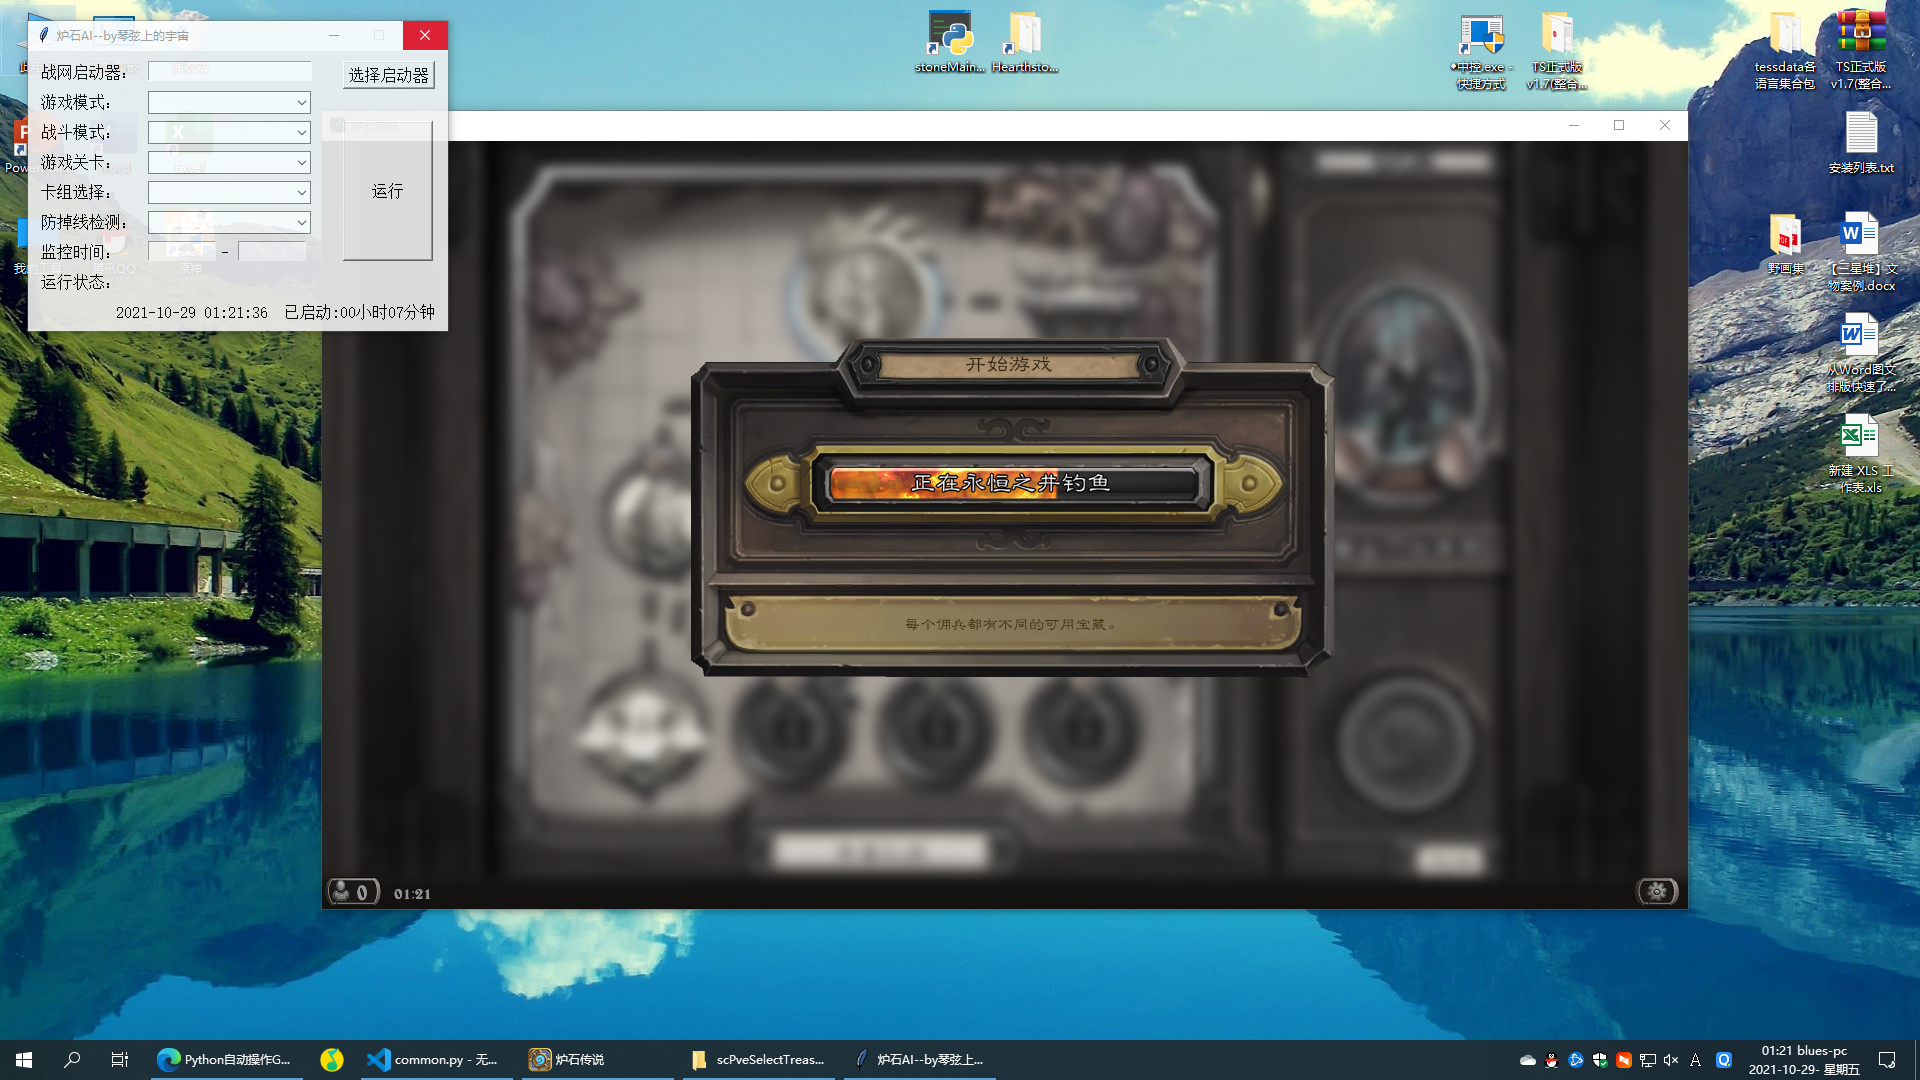 炉石AI--by琴弦上的宇宙
战网启动器：
选择启动器
游戏模式：
战斗模式：
游戏关卡：
卡组选择：
防掉线检测：
监控时间：
-
运行状态：
运行
2021-10-29 01:21:36 已启动:00小时07分钟
stoneMain...
Hearthsto...
中控.exe -
快捷方式
TS正式版
v1.7(整合...
tessdata各
语言集合包
TS正式版
v1.7(整合...
安装列表.txt
野画集
【三星堆】文
物案例.docx
从Word图文
排版快速了...
新建 XLS 工
作表.xls
开始游戏
正在永恒之井钓鱼
每个佣兵都有不同的可用宝藏。
0
01:21
Python自动操作G...
common.py - 无...
炉石传说
scPveSelectTreas...
炉石AI--by琴弦上...
A
01:21 blues-pc
2021-10-29- 星期五